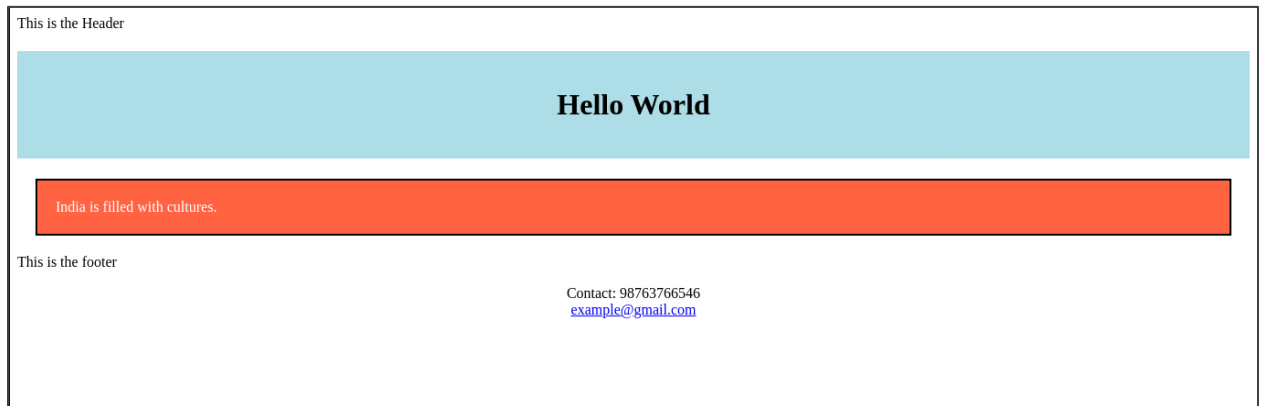 This is the Header
Hello World
India is filled with cultures.
This is the footer
Contact: 98763766546
example@gmail.com